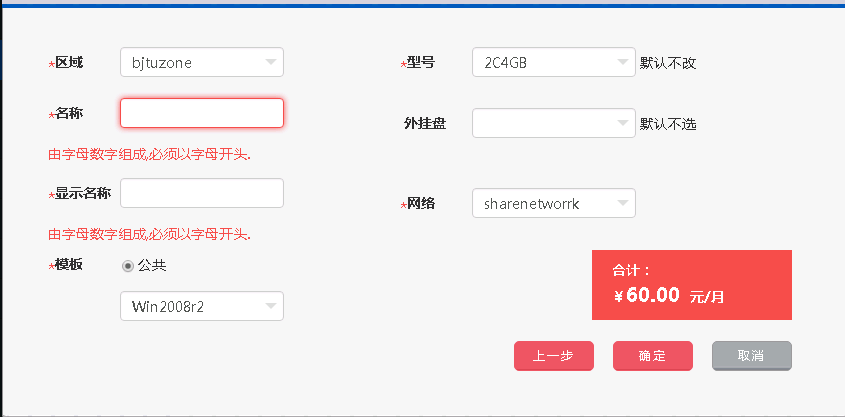 *区域 bjtuzone *型号 2C4GB 默认不改
*名称 外挂盘 默认不选
由字母数字组成,必须以字母开头.
*显示名称 *网络 sharenetworrk
由字母数字组成,必须以字母开头.
*模板 公共
Win2008r2
合计：
￥60.00 元/月
上一步 确定 取消